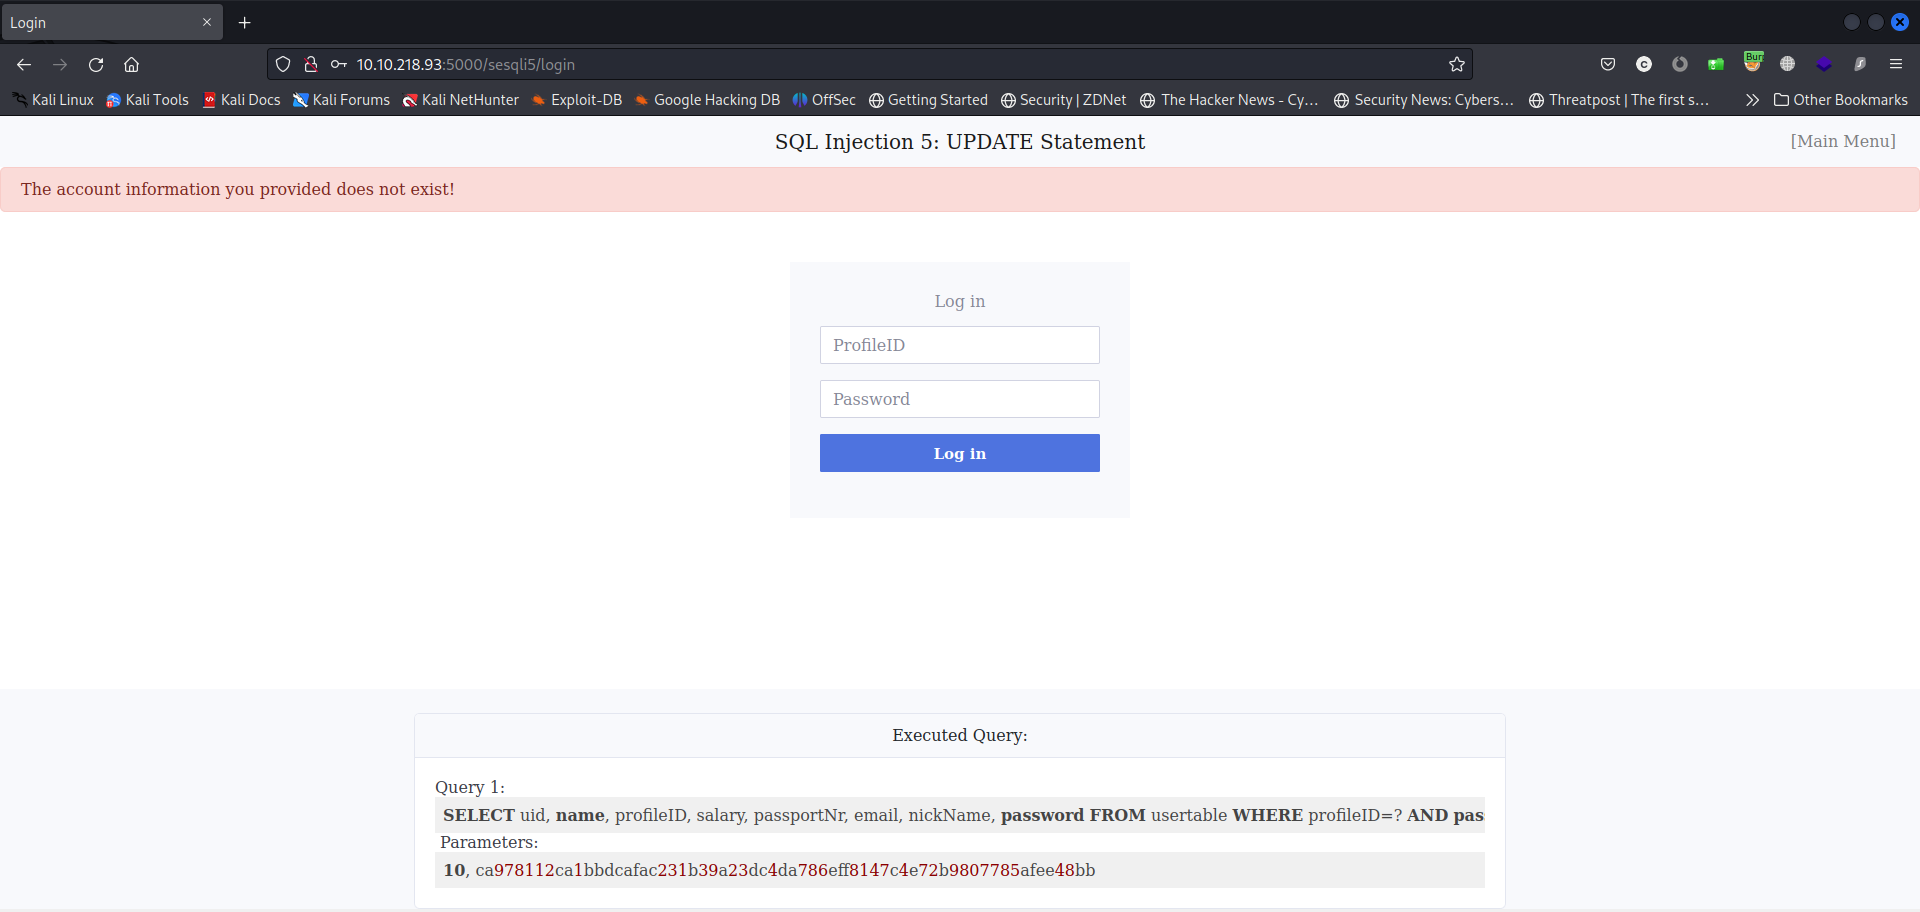 Login
10.10.218.93:5000/sesqli5/login
Burr
Kali Linux Kali Tools Kali Docs Kali Forums Kali NetHunter Exploit-DB Google Hacking DB OffSec Getting Started Security | ZDNet The Hacker News - Cy... Security News: Cybers... Threatpost | The first s... Other Bookmarks
SQL Injection 5: UPDATE Statement [Main Menu]
The account information you provided does not exist!
Log in
ProfileID
Password
Log in
Executed Query:
Query 1:
SELECT uid, name, profileID, salary, passportNr, email, nickName, password FROM usertable WHERE profileID=? AND pas
Parameters:
10, ca978112ca1bbdcafac231b39a23dc4da786eff8147c4e72b9807785afee48bb